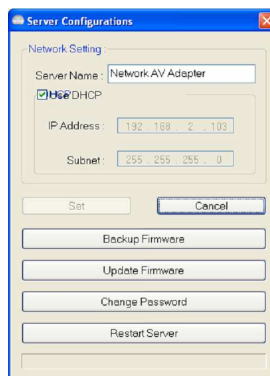 Server Configurations
Network Setting :
Server Name : Network AV Adapter
Use DHCP
IP Address : 192 . 168 . 2 . 103
Subnet : 255 . 255 . 255 . 0
Set Cancel
Backup Firmware
Update Firmware
Change Password
Restart Server